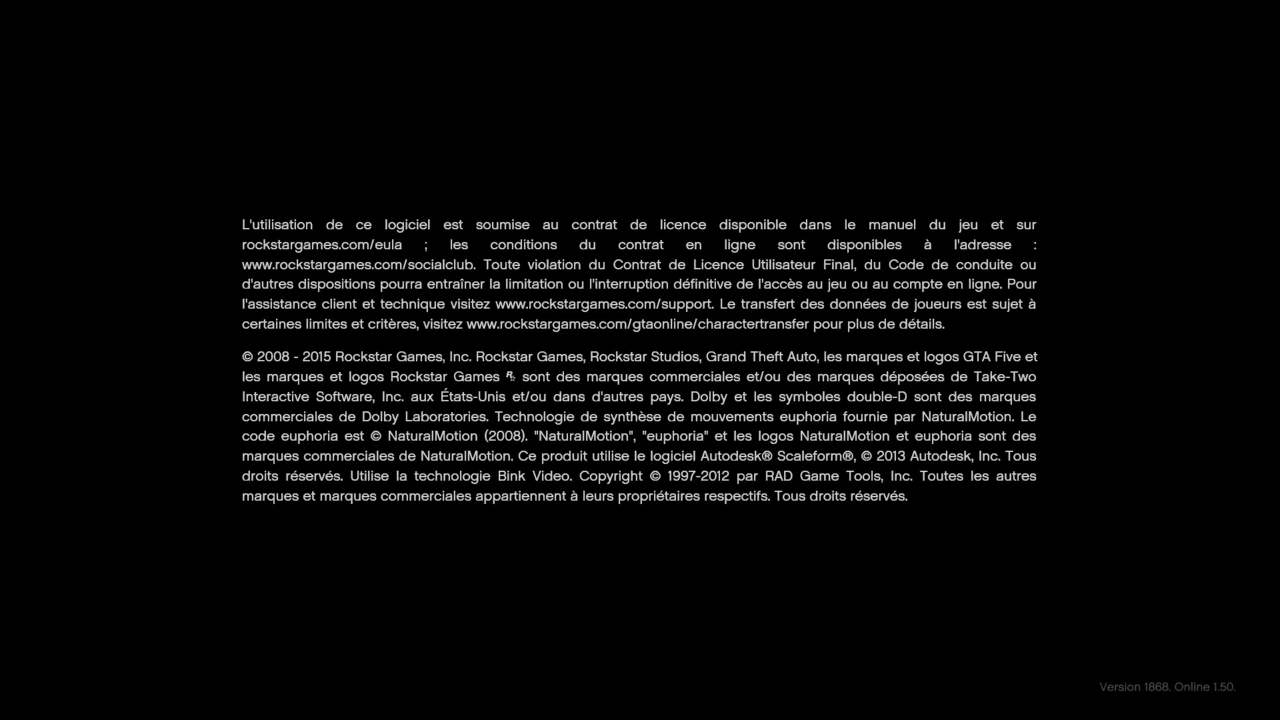 L'utilisation de ce logiciel est soumise au contrat de licence disponible dans le manuel du jeu et sur
rockstargames.com/eula ; les conditions du contrat en ligne sont disponibles à l'adresse :
www.rockstargames.com/socialclub. Toute violation du Contrat de Licence Utilisateur Final, du Code de conduite ou
d'autres dispositions pourra entraîner la limitation ou l'interruption définitive de l'accès au jeu ou au compte en ligne. Pour
l'assistance client et technique visitez www.rockstargames.com/support. Le transfert des données de joueurs est sujet à
certaines limites et critères, visitez www.rockstargames.com/gtaonline/charactertransfer pour plus de détails.
© 2008 - 2015 Rockstar Games, Inc. Rockstar Games, Rockstar Studios, Grand Theft Auto, les marques et logos GTA Five et
les marques et logos Rockstar Games R* sont des marques commerciales et/ou des marques déposées de Take-Two
Interactive Software, Inc. aux États-Unis et/ou dans d'autres pays. Dolby et les symboles double-D sont des marques
commerciales de Dolby Laboratories. Technologie de synthèse de mouvements euphoria fournie par NaturalMotion. Le
code euphoria est © NaturalMotion (2008). "NaturalMotion", "euphoria" et les logos NaturalMotion et euphoria sont des
marques commerciales de NaturalMotion. Ce produit utilise le logiciel Autodesk® Scaleform®, © 2013 Autodesk, Inc. Tous
droits réservés. Utilise la technologie Bink Video. Copyright © 1997-2012 par RAD Game Tools, Inc. Toutes les autres
marques et marques commerciales appartiennent à leurs propriétaires respectifs. Tous droits réservés.
Version 1868. Online 1.50.